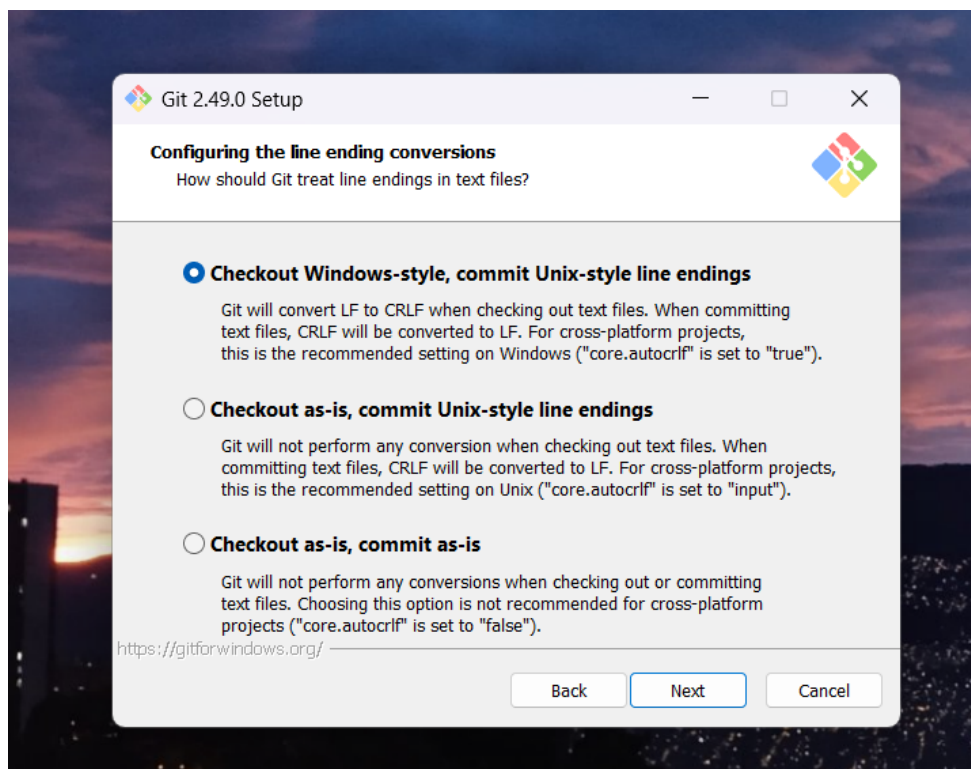 Git 2.49.0 Setup
Configuring the line ending conversions
How should Git treat line endings in text files?
Checkout Windows-style, commit Unix-style line endings
Git will convert LF to CRLF when checking out text files. When committing
text files, CRLF will be converted to LF. For cross-platform projects,
this is the recommended setting on Windows ("core.autocrlf" is set to "true").
Checkout as-is, commit Unix-style line endings
Git will not perform any conversion when checking out text files. When
committing text files, CRLF will be converted to LF. For cross-platform projects,
this is the recommended setting on Unix ("core.autocrlf" is set to "input").
Checkout as-is, commit as-is
Git will not perform any conversions when checking out or committing
text files. Choosing this option is not recommended for cross-platform
projects ("core.autocrlf" is set to "false").
https://gitforwindows.org/
Back Next Cancel